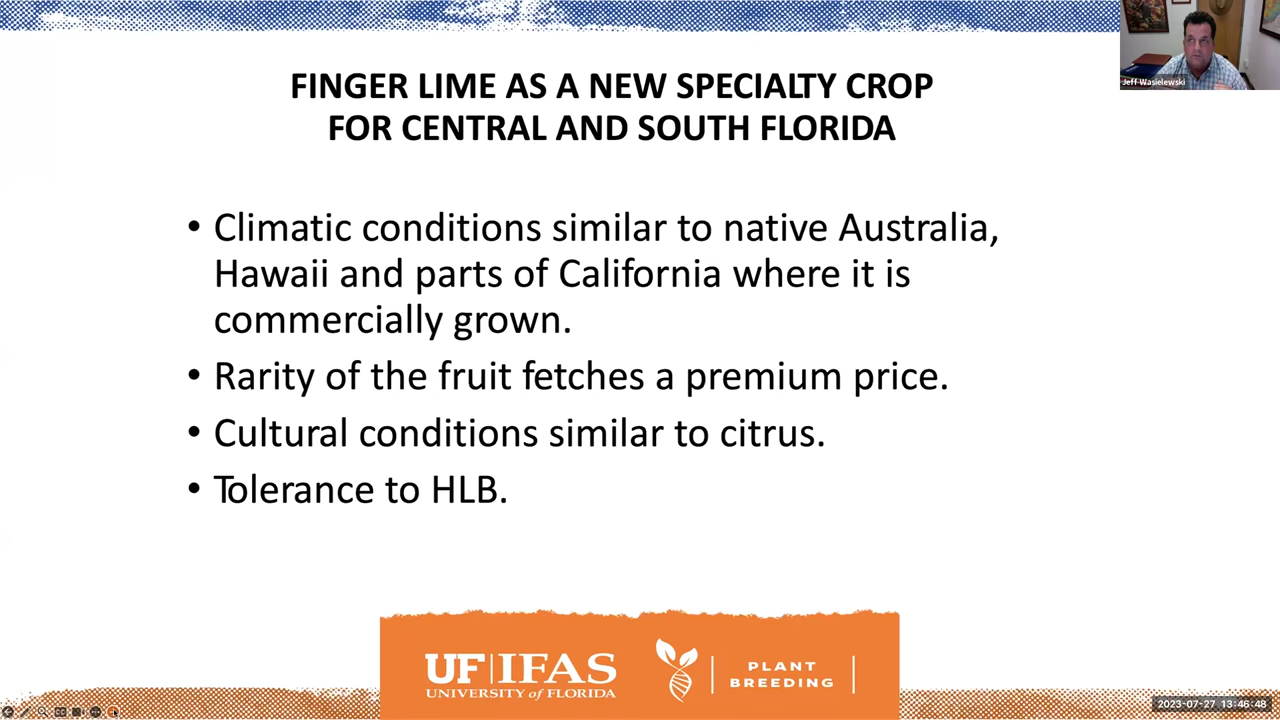 FINGER LIME AS A NEW SPECIALTY CROP
FOR CENTRAL AND SOUTH FLORIDA
Jeff Wasielewski
• Climatic conditions similar to native Australia,
Hawaii and parts of California where it is
commercially grown.
• Rarity of the fruit fetches a premium price.
• Cultural conditions similar to citrus.
• Tolerance to HLB.
UF|IFAS
UNIVERSITY of FLORIDA
PLANT
BREEDING
2023-07-27 13:46:48